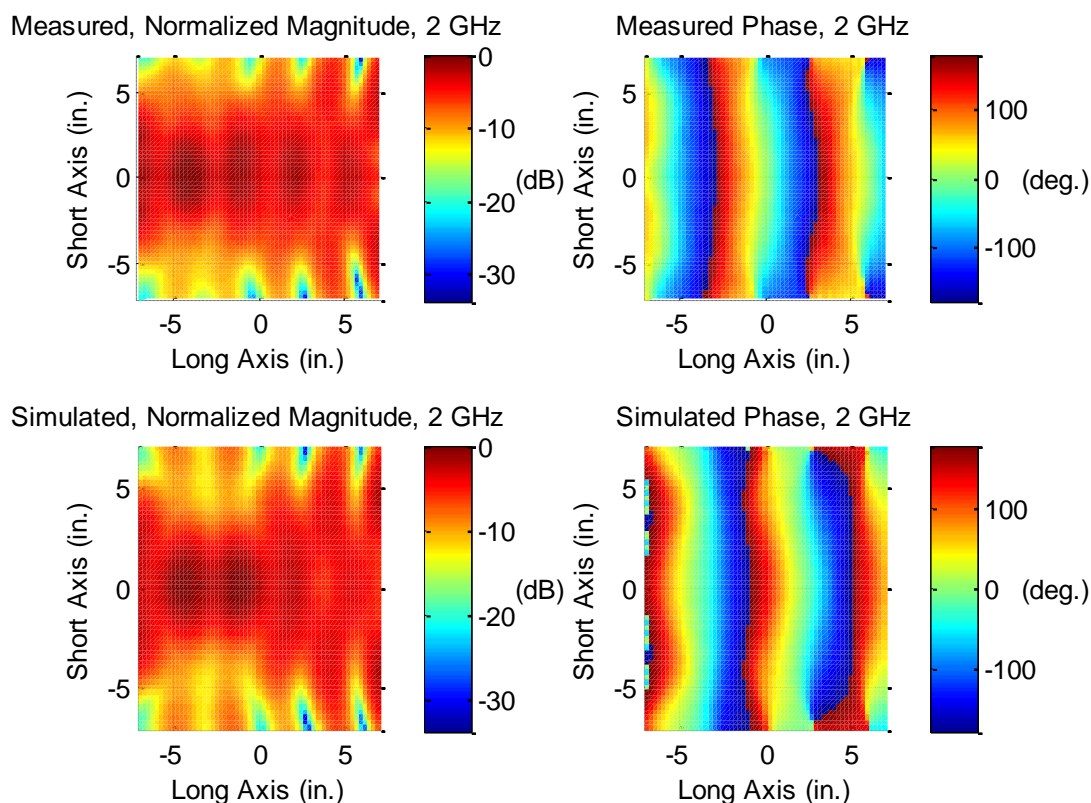 Measured, Normalized Magnitude, 2 GHz
Short Axis (in.)
5
0
-5
-5 0 5
Long Axis (in.)
0
-10
-20
-30
(dB)
Measured Phase, 2 GHz
Short Axis (in.)
5
0
-5
-5 0 5
Long Axis (in.)
100
0
-100
(deg.)
Simulated, Normalized Magnitude, 2 GHz
Short Axis (in.)
5
0
-5
-5 0 5
Long Axis (in.)
0
-10
-20
-30
(dB)
Simulated Phase, 2 GHz
Short Axis (in.)
5
0
-5
-5 0 5
Long Axis (in.)
100
0
-100
(deg.)